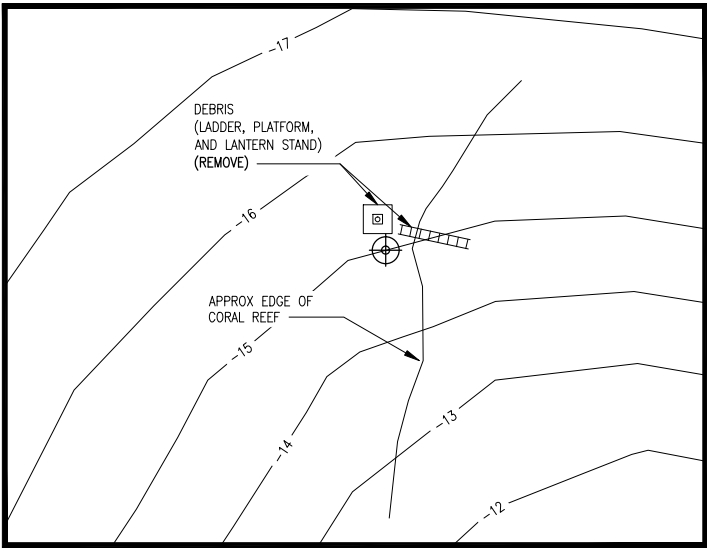 -17
DEBRIS
(LADDER, PLATFORM,
AND LANTERN STAND)
(REMOVE)
-16
APPROX EDGE OF
CORAL REEF
-15
-14
-13
-12